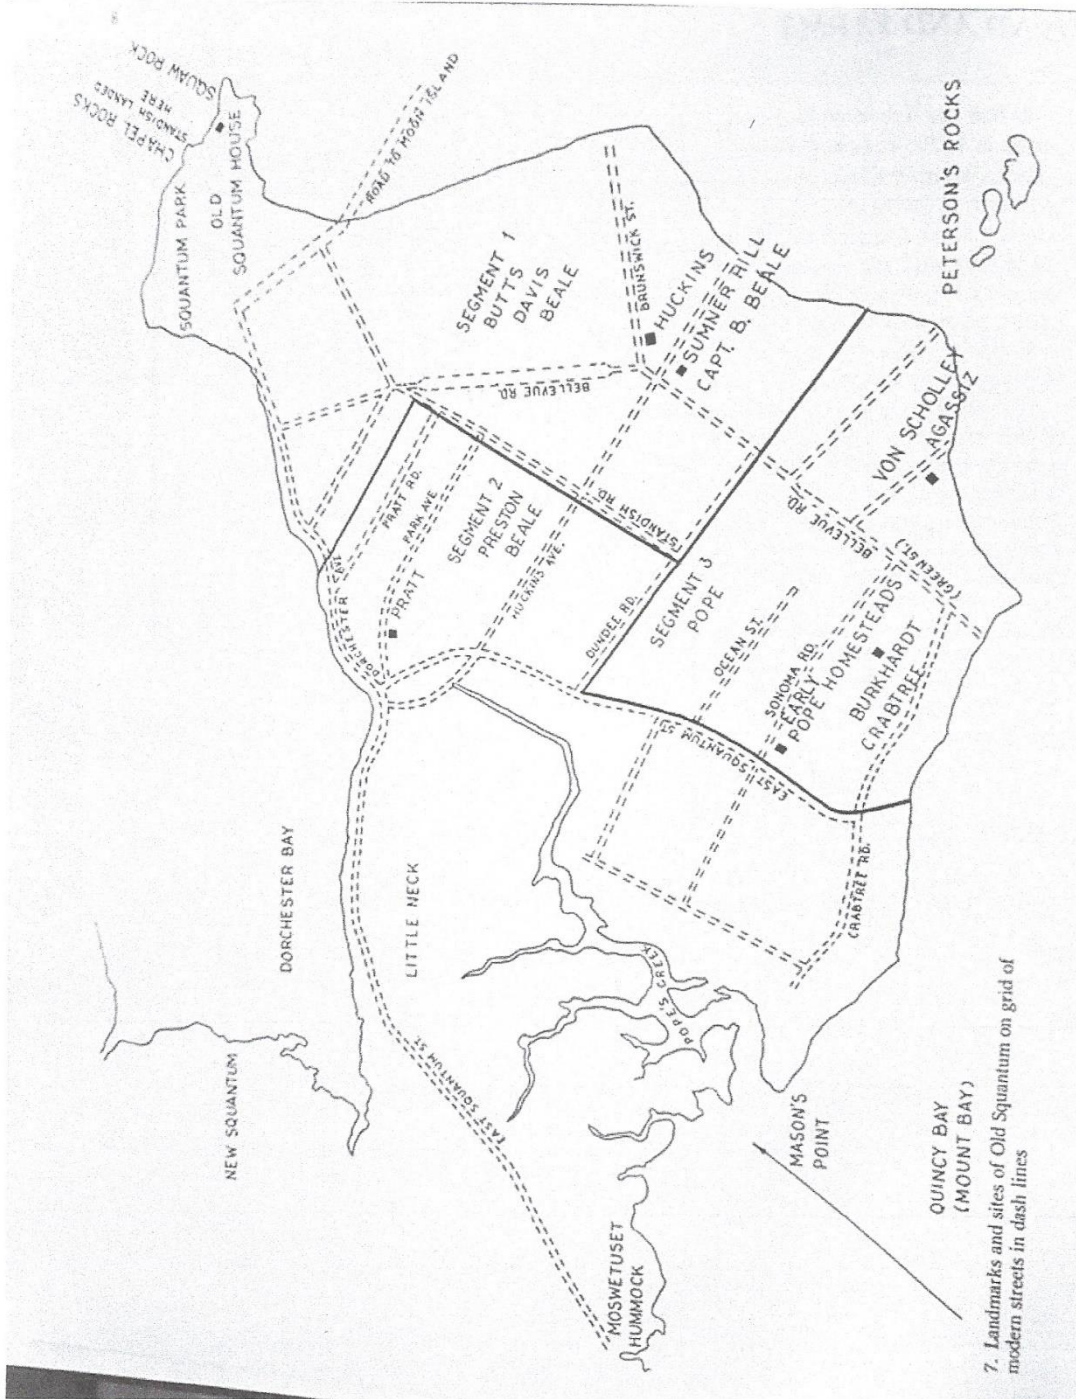 8
CHAPEL ROCKS
STANDISH LANDED
HERE
SQUAW ROCK
SQUANTUM PARK
OLD
SQUANTUM HOUSE
ROAD TO MOON ISLAND
SEGMENT 1
BUTTS
DAVIS
BEALE
BRUNSWICK ST.
HUCKINS
SUMNER HILL
CAPT. B. BEALE
BELLEVUE RD.
PETERSON'S ROCKS
VON SCHOLLEY
AGASSIZ
DORCHESTER
AVE
PRATT RD.
PARK AVE
PRATT
SEGMENT 2
PRESTON
BEALE
HUCKINS AVE.
STANDISH RD.
DUNDEE RD.
SEGMENT 3
POPE
OCEAN ST.
SONOMA RD.
EARLY
POPE HOMESTEADS
BURKHARDT
CRABTREE
BELLEVUE RD.
(GREEN ST.)
EAST SQUANTUM ST.
CRABTREE RD.
DORCHESTER BAY
LITTLE NECK
NEW SQUANTUM
EAST SQUANTUM ST.
POPE'S CREEK
MASON'S
POINT
MOSWETUSET
HUMMOCK
QUINCY BAY
(MOUNT BAY)
7. Landmarks and sites of Old Squantum on grid of
modern streets in dash lines